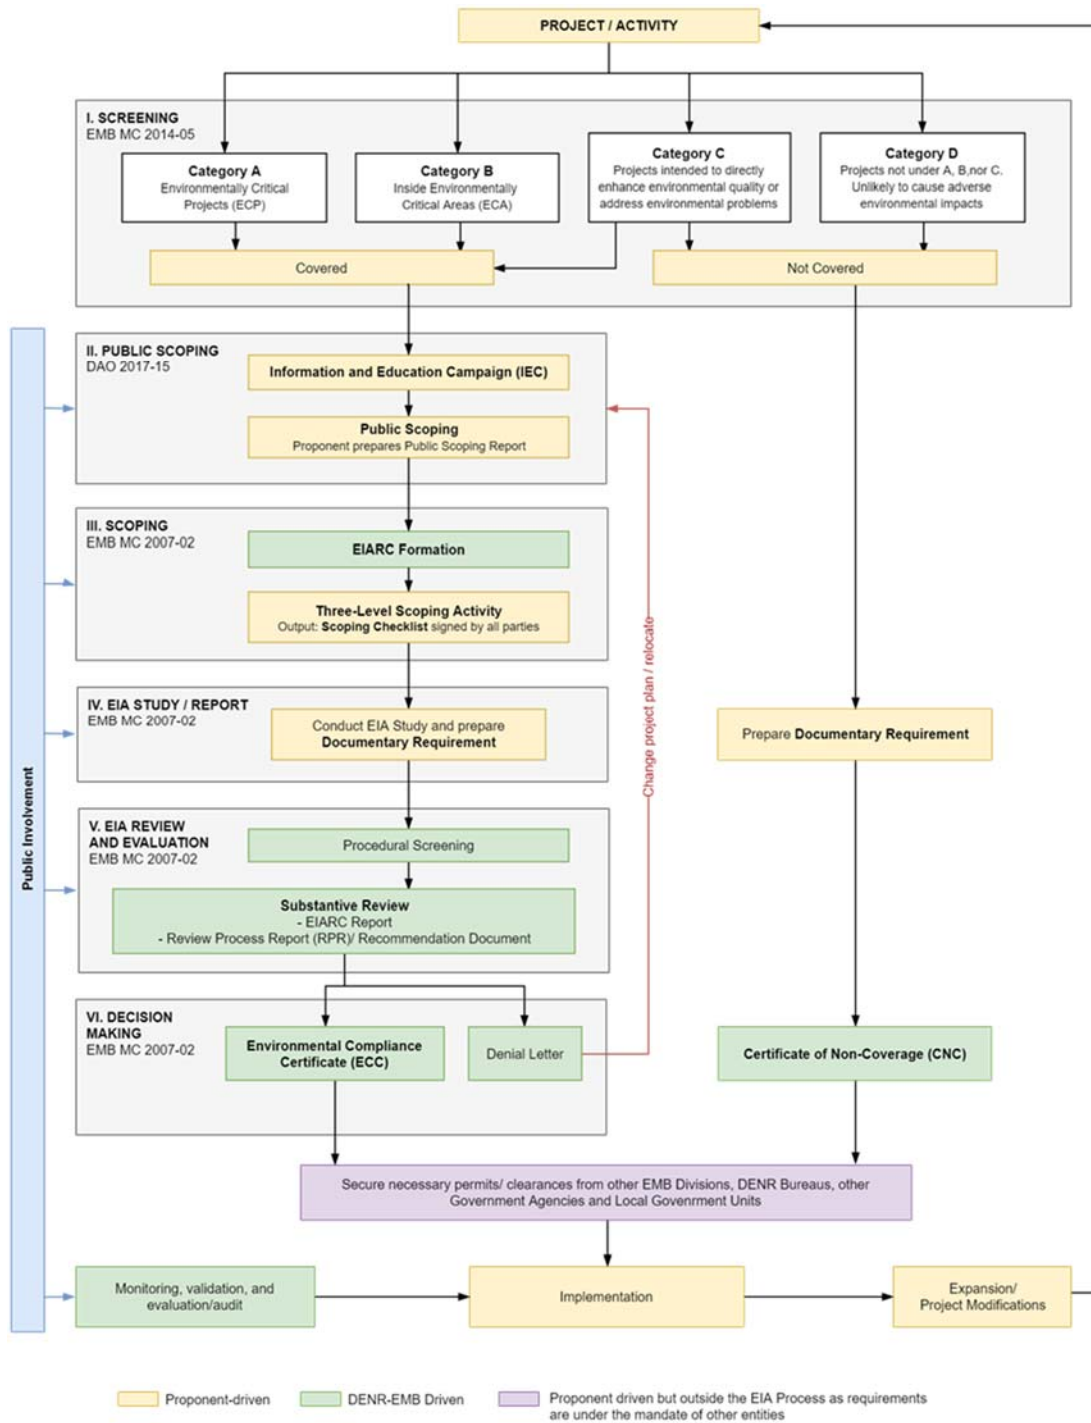 PROJECT / ACTIVITY
I. SCREENING
EMB MC 2014-05
Category A
Environmentally Critical
Projects (ECP)
Category B
Inside Environmentally
Critical Areas (ECA)
Category C
Projects intended to directly
enhance environmental quality or
address environmental problems
Category D
Projects not under A, B,nor C.
Unlikely to cause adverse
environmental impacts
Covered
Not Covered
Public Involvement
II. PUBLIC SCOPING
DAO 2017-15
Information and Education Campaign (IEC)
Public Scoping
Proponent prepares Public Scoping Report
III. SCOPING
EMB MC 2007-02
EIARC Formation
Three-Level Scoping Activity
Output: Scoping Checklist signed by all parties
Change project plan / relocate
IV. EIA STUDY / REPORT
EMB MC 2007-02
Conduct EIA Study and prepare
Documentary Requirement
Prepare Documentary Requirement
V. EIA REVIEW
AND EVALUATION
EMB MC 2007-02
Procedural Screening
Substantive Review
- EIARC Report
- Review Process Report (RPR)/ Recommendation Document
VI. DECISION
MAKING
EMB MC 2007-02
Environmental Compliance
Certificate (ECC)
Denial Letter
Certificate of Non-Coverage (CNC)
Secure necessary permits/ clearances from other EMB Divisions, DENR Bureaus, other
Government Agencies and Local Govenrment Units
Monitoring, validation, and
evaluation/audit
Implementation
Expansion/
Project Modifications
Proponent-driven
DENR-EMB Driven
Proponent driven but outside the EIA Process as requirements
are under the mandate of other entities